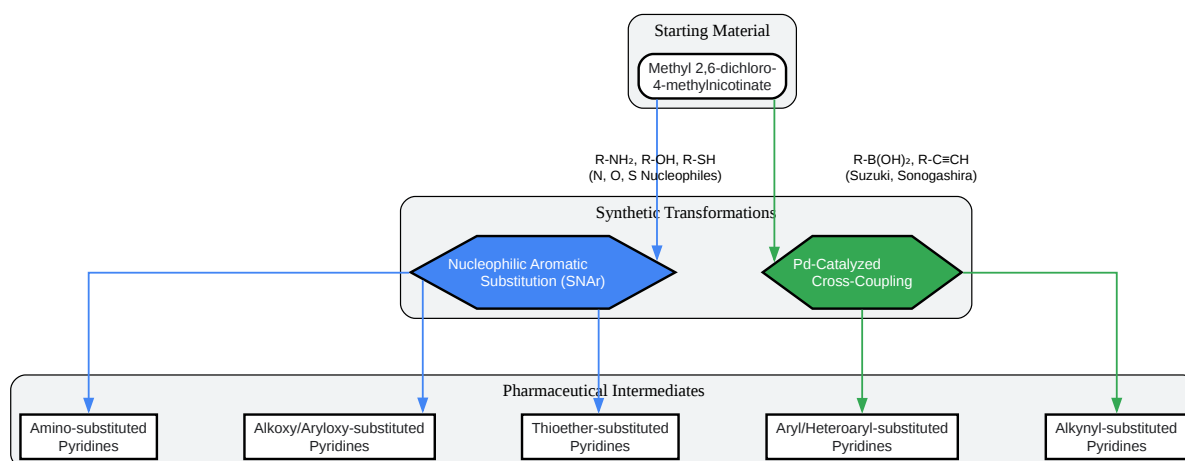 Starting Material
Methyl 2,6-dichloro-
4-methylnicotinate
R-NH₂, R-OH, R-SH
(N, O, S Nucleophiles)
R-B(OH)₂, R-C≡CH
(Suzuki, Sonogashira)
Synthetic Transformations
Nucleophilic Aromatic
Substitution (SNAr)
Pd-Catalyzed
Cross-Coupling
Pharmaceutical Intermediates
Amino-substituted
Pyridines
Alkoxy/Aryloxy-substituted
Pyridines
Thioether-substituted
Pyridines
Aryl/Heteroaryl-substituted
Pyridines
Alkynyl-substituted
Pyridines